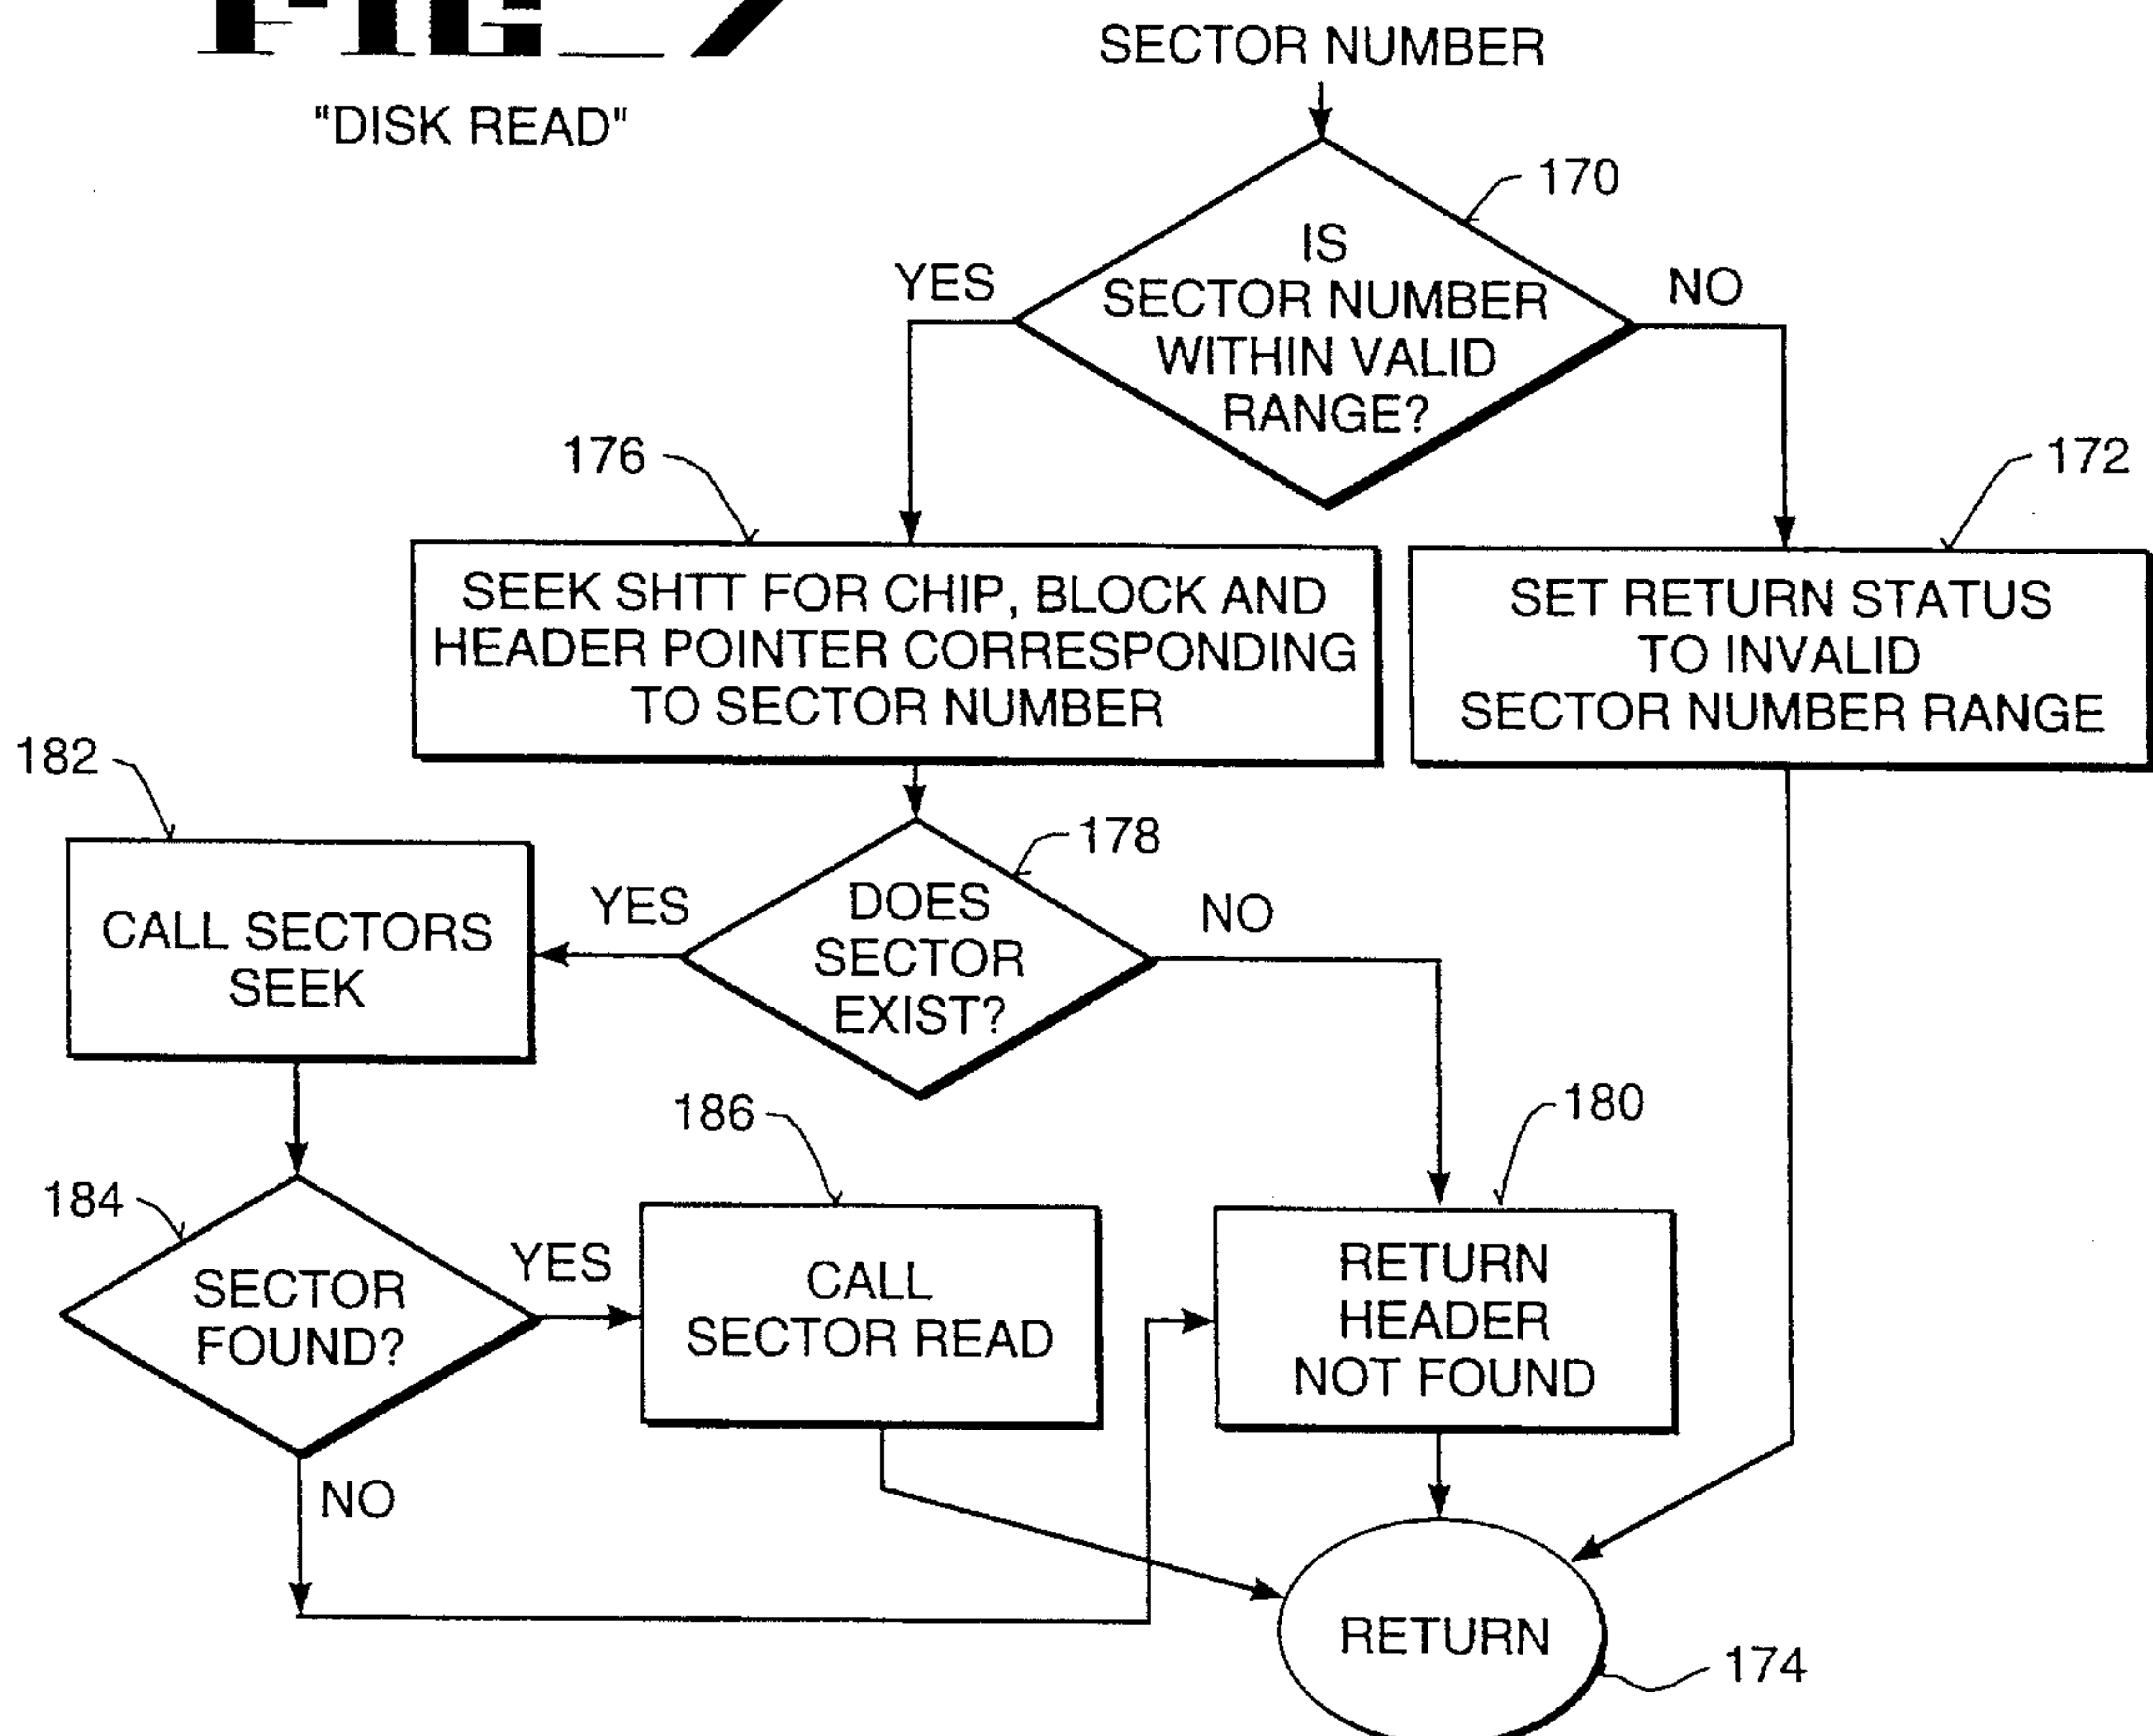 FIG_7
"DISK READ"
SECTOR NUMBER
170
IS
SECTOR NUMBER
WITHIN VALID
RANGE?
YES
NO
176
172
SEEK SHTT FOR CHIP, BLOCK AND
HEADER POINTER CORRESPONDING
TO SECTOR NUMBER
SET RETURN STATUS
TO INVALID
SECTOR NUMBER RANGE
182
178
CALL SECTORS
SEEK
YES
DOES
SECTOR
EXIST?
NO
186
180
184
SECTOR
FOUND?
YES
CALL
SECTOR READ
RETURN
HEADER
NOT FOUND
NO
RETURN
174